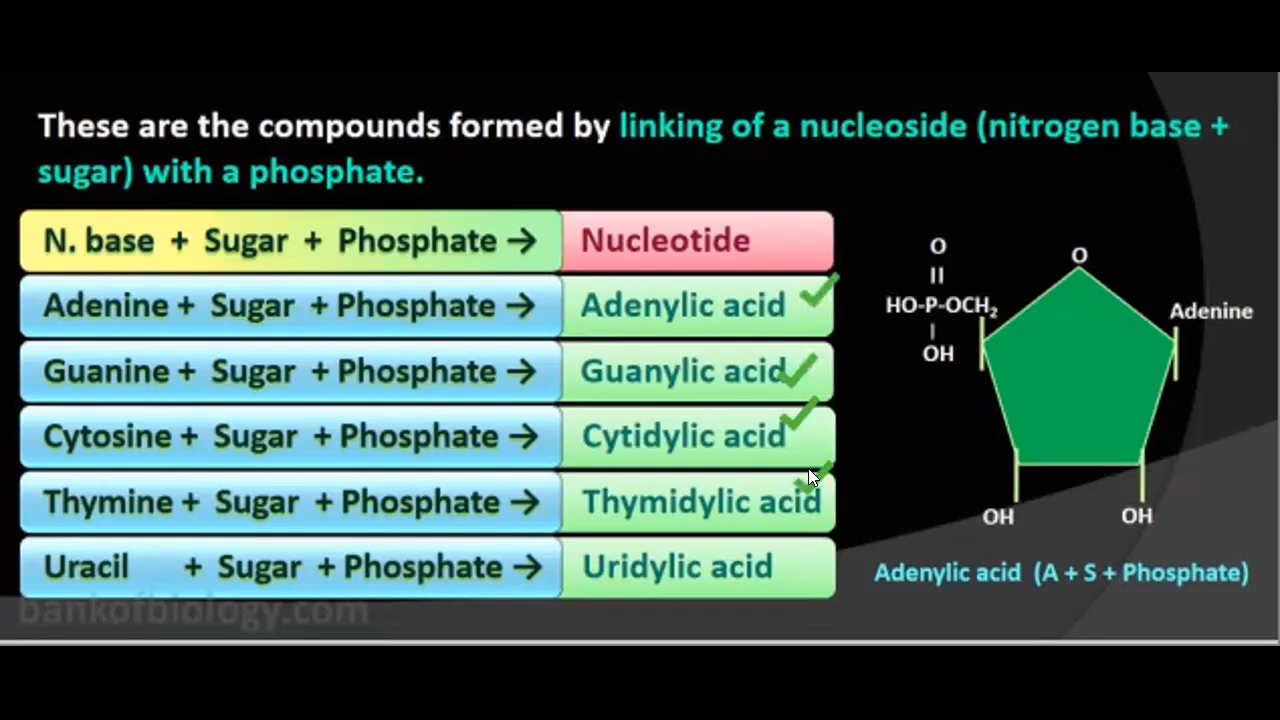 These are the compounds formed by linking of a nucleoside (nitrogen base +
sugar) with a phosphate.
N. base + Sugar + Phosphate → Nucleotide
Adenine + Sugar + Phosphate → Adenylic acid
Guanine + Sugar + Phosphate → Guanylic acid
Cytosine + Sugar + Phosphate → Cytidylic acid
Thymine + Sugar + Phosphate → Thymidylic acid
Uracil + Sugar + Phosphate → Uridylic acid
bankofbiology.com
O
||
HO-P-OCH₂
|
OH
O
Adenine
OH OH
Adenylic acid (A + S + Phosphate)